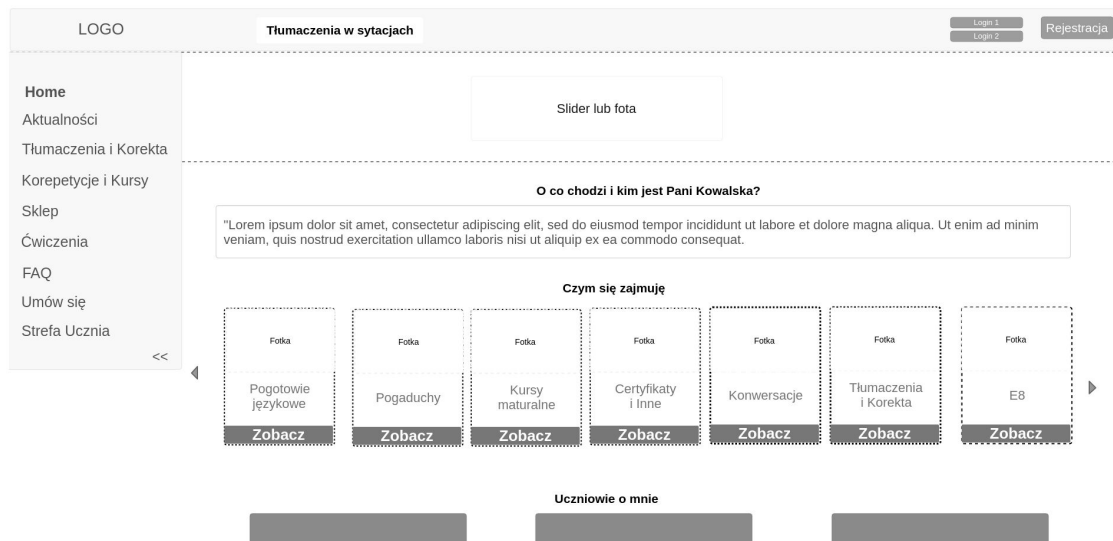 LOGO
Tłumaczenia w sytacjach
Login 1
Login 2
Rejestracja
Home
Aktualności
Tłumaczenia i Korekta
Korepetycje i Kursy
Sklep
Ćwiczenia
FAQ
Umów się
Strefa Ucznia
<<
Slider lub fota
O co chodzi i kim jest Pani Kowalska?
"Lorem ipsum dolor sit amet, consectetur adipiscing elit, sed do eiusmod tempor incididunt ut labore et dolore magna aliqua. Ut enim ad minim
veniam, quis nostrud exercitation ullamco laboris nisi ut aliquip ex ea commodo consequat.
Czym się zajmuję
Fotka
Pogotowie
językowe
Zobacz
Fotka
Pogaduchy
Zobacz
Fotka
Kursy
maturalne
Zobacz
Fotka
Certyfikaty
i Inne
Zobacz
Fotka
Konwersacje
Zobacz
Fotka
Tłumaczenia
i Korekta
Zobacz
Fotka
E8
Zobacz
Uczniowie o mnie